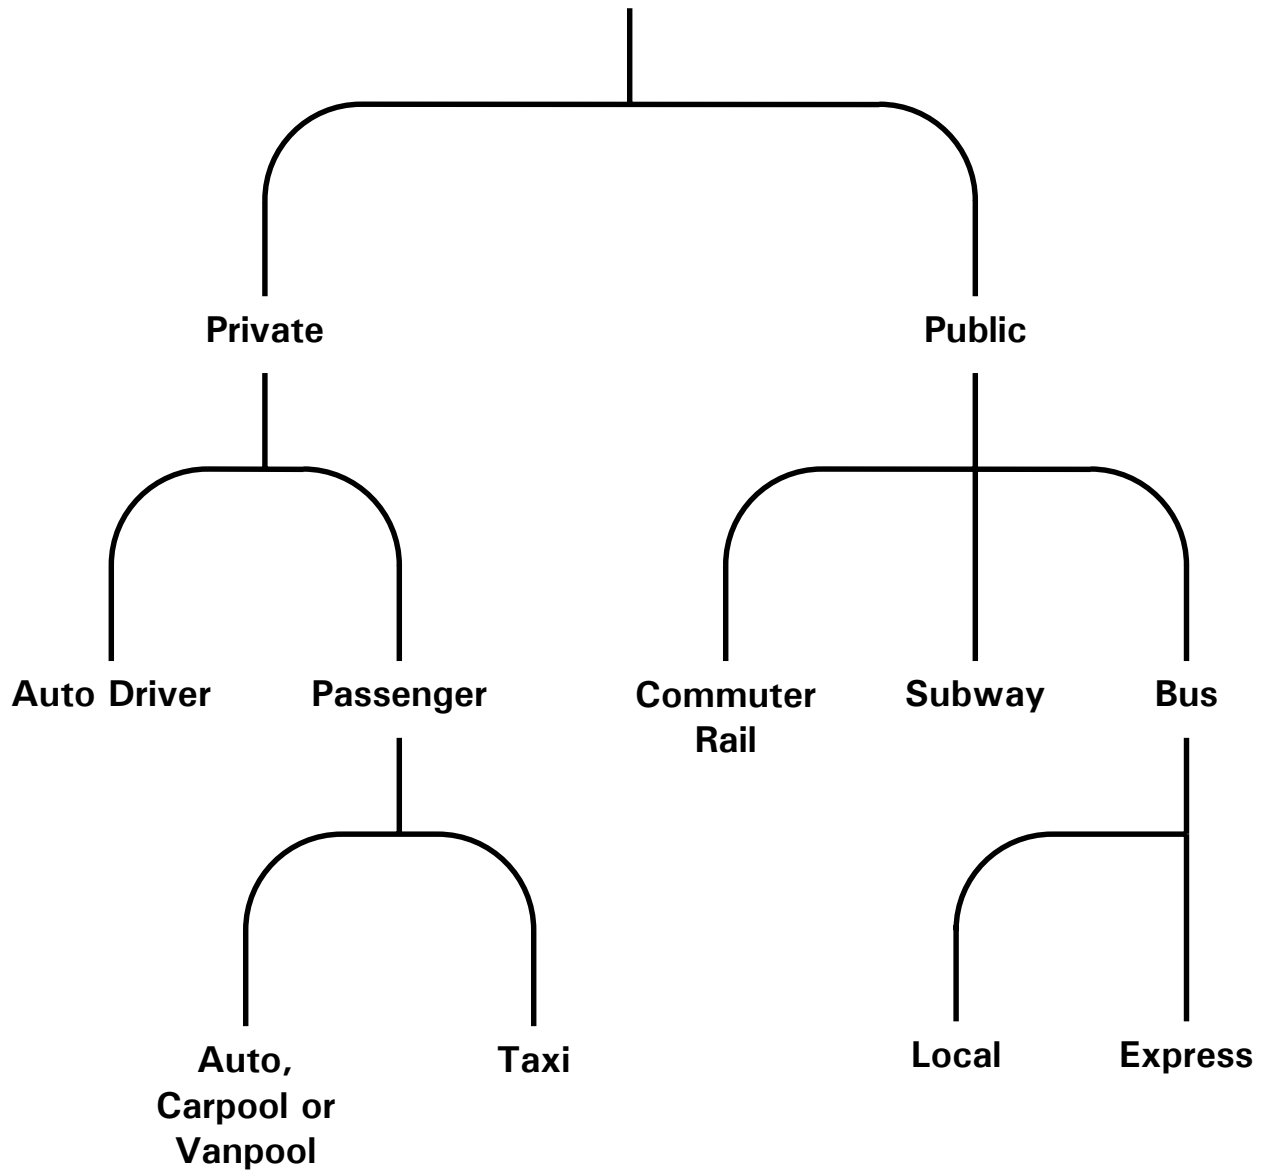 Private
Public
Auto Driver
Passenger
Commuter
Rail
Subway
Bus
Auto,
Carpool or
Vanpool
Taxi
Local
Express